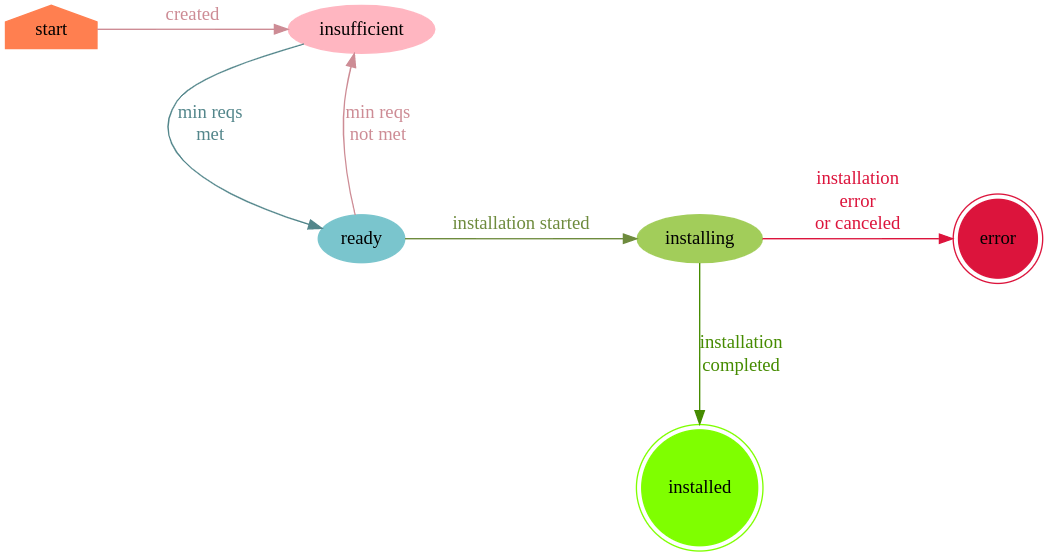 created
start
insufficient
min reqs
met
min reqs
not met
ready
installation started
installing
installation
error
or canceled
error
installation
completed
installed